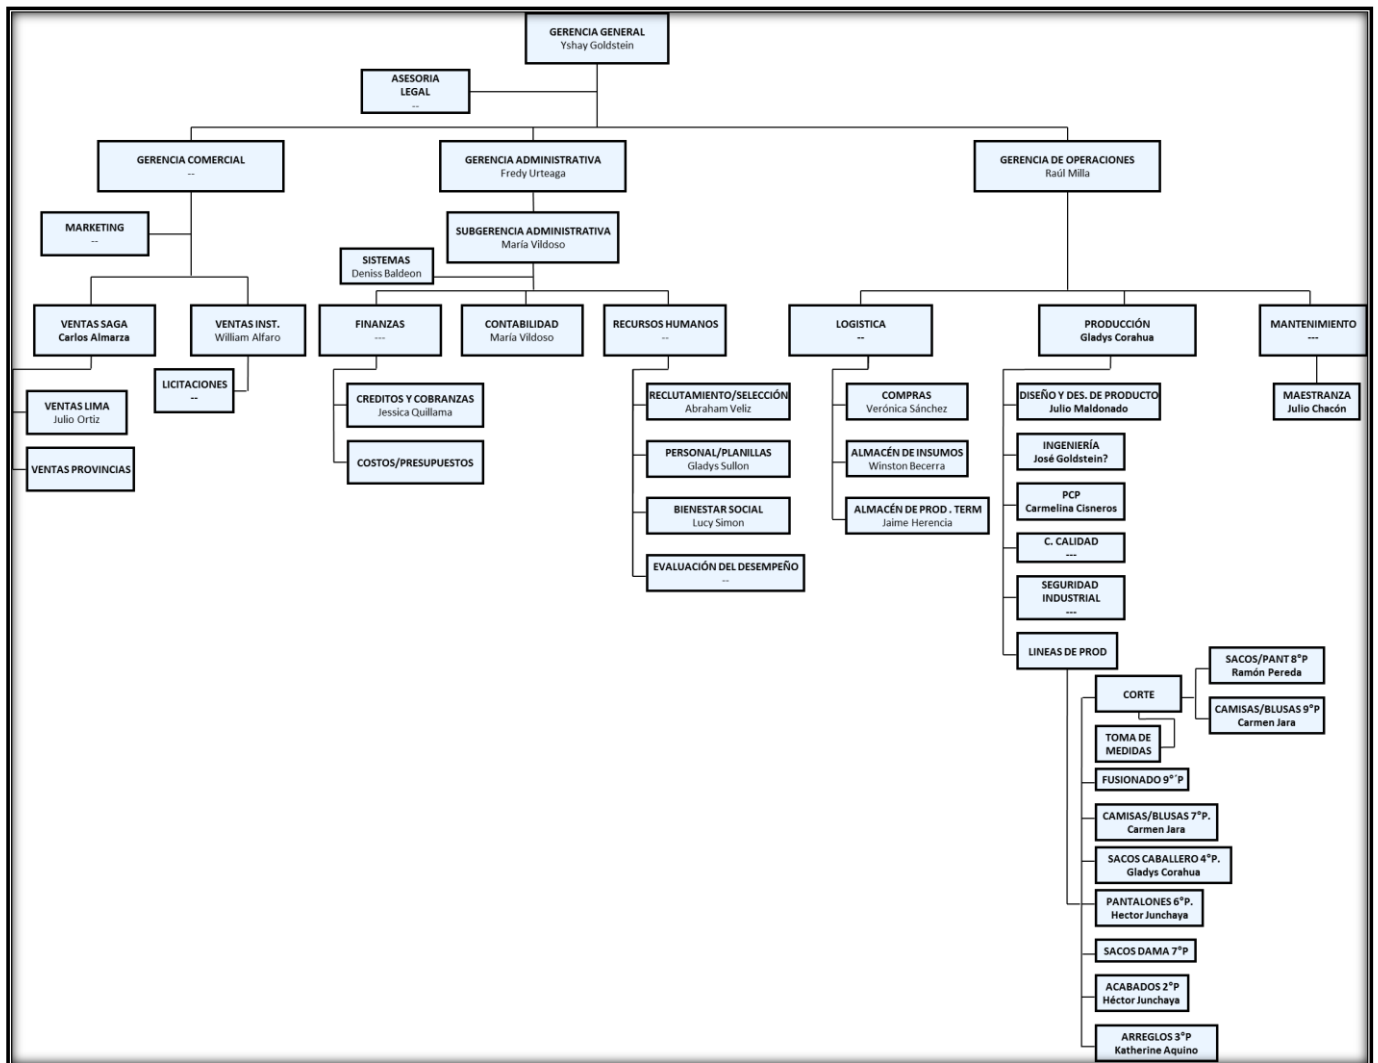 GERENCIA GENERAL
Yshay Goldstein
ASESORIA
LEGAL
--
GERENCIA COMERCIAL
--
GERENCIA ADMINISTRATIVA
Fredy Urteaga
GERENCIA DE OPERACIONES
Raúl Milla
MARKETING
--
SUBGERENCIA ADMINISTRATIVA
María Vildoso
SISTEMAS
Deniss Baldeon
VENTAS SAGA
Carlos Almarza
VENTAS INST.
William Alfaro
FINANZAS
---
CONTABILIDAD
María Vildoso
RECURSOS HUMANOS
--
LOGISTICA
--
PRODUCCIÓN
Gladys Corahua
MANTENIMIENTO
---
LICITACIONES
--
VENTAS LIMA
Julio Ortiz
VENTAS PROVINCIAS
CREDITOS Y COBRANZAS
Jessica Quillama
COSTOS/PRESUPUESTOS
RECLUTAMIENTO/SELECCIÓN
Abraham Veliz
PERSONAL/PLANILLAS
Gladys Sullon
BIENESTAR SOCIAL
Lucy Simon
EVALUACIÓN DEL DESEMPEÑO
--
COMPRAS
Verónica Sánchez
ALMACÉN DE INSUMOS
Winston Becerra
ALMACÉN DE PROD . TERM
Jaime Herencia
DISEÑO Y DES. DE PRODUCTO
Julio Maldonado
INGENIERÍA
José Goldstein?
PCP
Carmelina Cisneros
C. CALIDAD
---
SEGURIDAD
INDUSTRIAL
---
LINEAS DE PROD
MAESTRANZA
Julio Chacón
CORTE
SACOS/PANT 8°P
Ramón Pereda
CAMISAS/BLUSAS 9°P
Carmen Jara
TOMA DE
MEDIDAS
FUSIONADO 9°´P
CAMISAS/BLUSAS 7°P.
Carmen Jara
SACOS CABALLERO 4°P.
Gladys Corahua
PANTALONES 6°P.
Hector Junchaya
SACOS DAMA 7°P
ACABADOS 2°P
Héctor Junchaya
ARREGLOS 3°P
Katherine Aquino